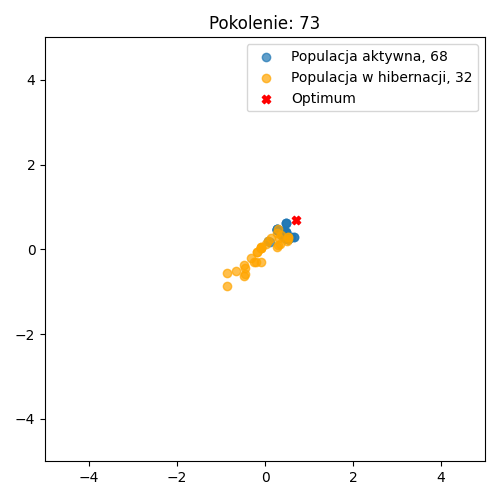 Pokolenie: 73
Populacja aktywna, 68
Populacja w hibernacji, 32
Optimum
4
2
0
−2
−4
−4 −2 0 2 4